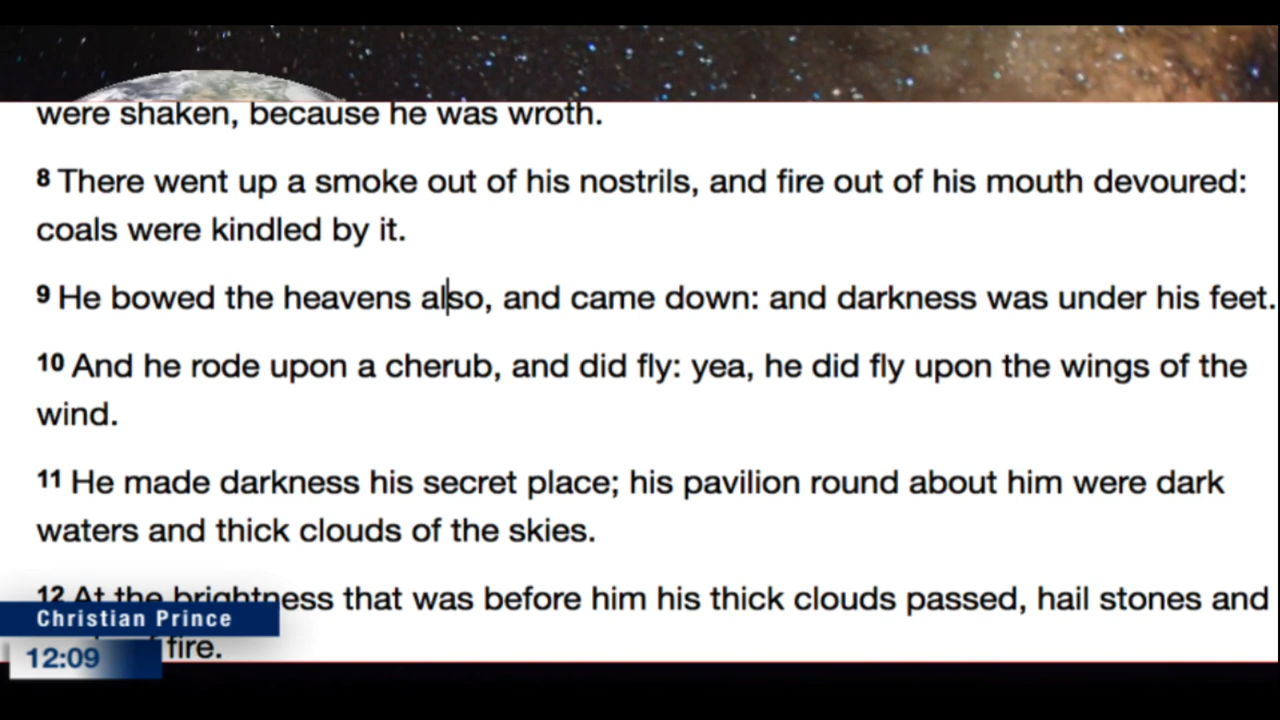 were shaken, because he was wroth.
8 There went up a smoke out of his nostrils, and fire out of his mouth devoured:
coals were kindled by it.
9 He bowed the heavens also, and came down: and darkness was under his feet.
10 And he rode upon a cherub, and did fly: yea, he did fly upon the wings of the
wind.
11 He made darkness his secret place; his pavilion round about him were dark
waters and thick clouds of the skies.
12 At the brightness that was before him his thick clouds passed, hail stones and
fire.
Christian Prince
12:09